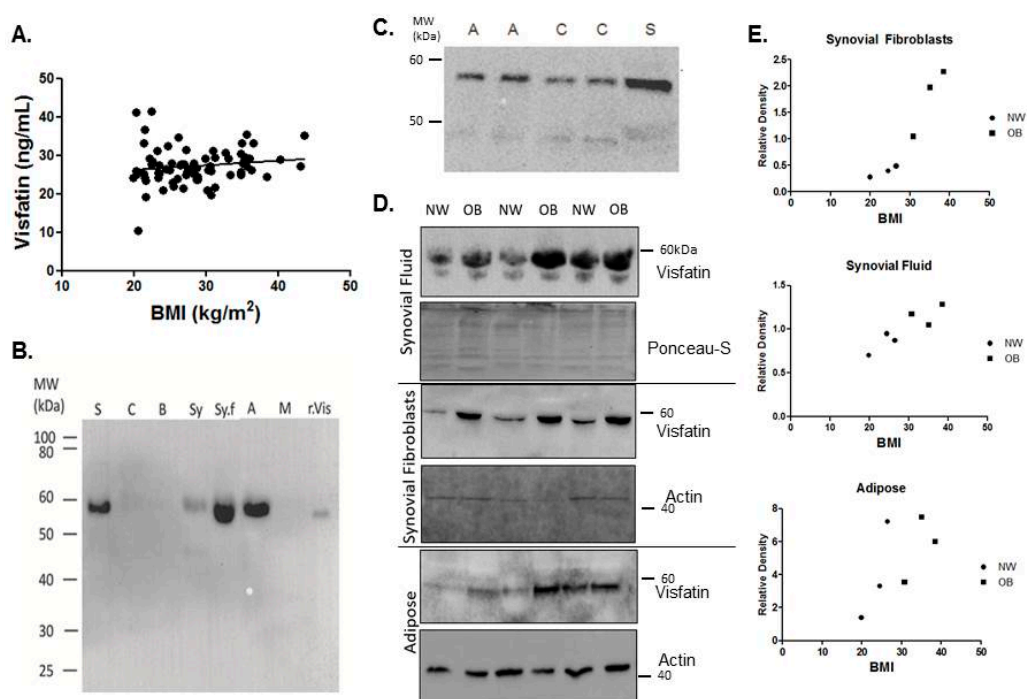 A.
Visfatin (ng/mL)
50
40
30
20
10
0
10 20 30 40 50
BMI (kg/m²)
B.
MW
(kDa)
S C B Sy Sy.f A M r.Vis
100
80
60
50
40
30
25
C.
MW
(kDa)
A A C C S
60
50
D.
NW OB NW OB NW OB
Synovial Fluid
60kDa
Visfatin
Ponceau-S
Synovial Fibroblasts
60
Visfatin
Actin
40
Adipose
60
Visfatin
Actin
40
E.
Synovial Fibroblasts
Relative Density
2.5
2.0
1.5
1.0
0.5
0.0
0 10 20 30 40 50
BMI
NW
OB
Synovial Fluid
Relative Density
1.5
1.0
0.5
0.0
0 10 20 30 40 50
BMI
NW
OB
Adipose
Relative Density
8
6
4
2
0
0 10 20 30 40 50
BMI
NW
OB